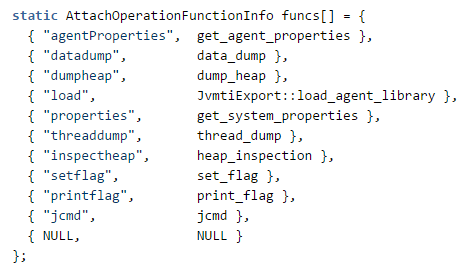 static AttachOperationFunctionInfo funcs[] = {
  { "agentProperties",  get_agent_properties },
  { "datadump",         data_dump },
  { "dumpheap",         dump_heap },
  { "load",             JvmtiExport::load_agent_library },
  { "properties",       get_system_properties },
  { "threaddump",       thread_dump },
  { "inspectheap",      heap_inspection },
  { "setflag",          set_flag },
  { "printflag",        print_flag },
  { "jcmd",             jcmd },
  { NULL,               NULL }
};